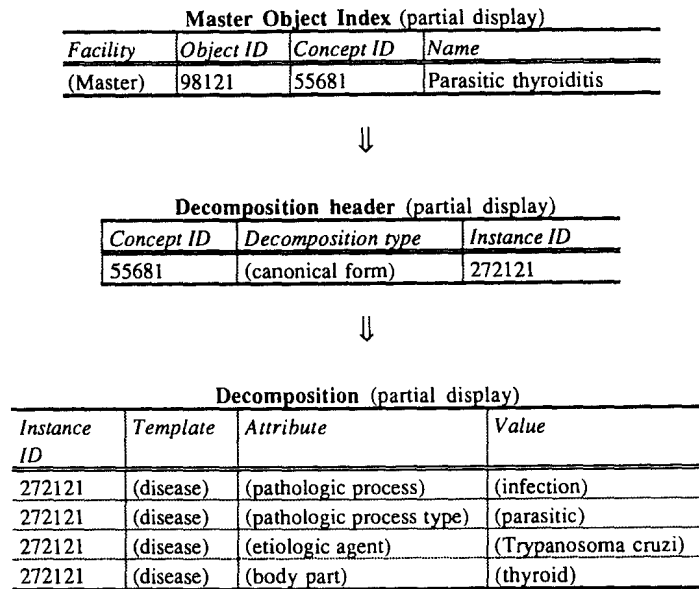 Master Object Index (partial display)
Facility Object ID Concept ID Name
(Master) 98121 55681 Parasitic thyroiditis
⇓
Decomposition header (partial display)
Concept ID Decomposition type Instance ID
55681 (canonical form) 272121
⇓
Decomposition (partial display)
Instance Template Attribute Value
ID
272121 (disease) (pathologic process) (infection)
272121 (disease) (pathologic process type) (parasitic)
272121 (disease) (etiologic agent) (Trypanosoma cruzi)
272121 (disease) (body part) (thyroid)